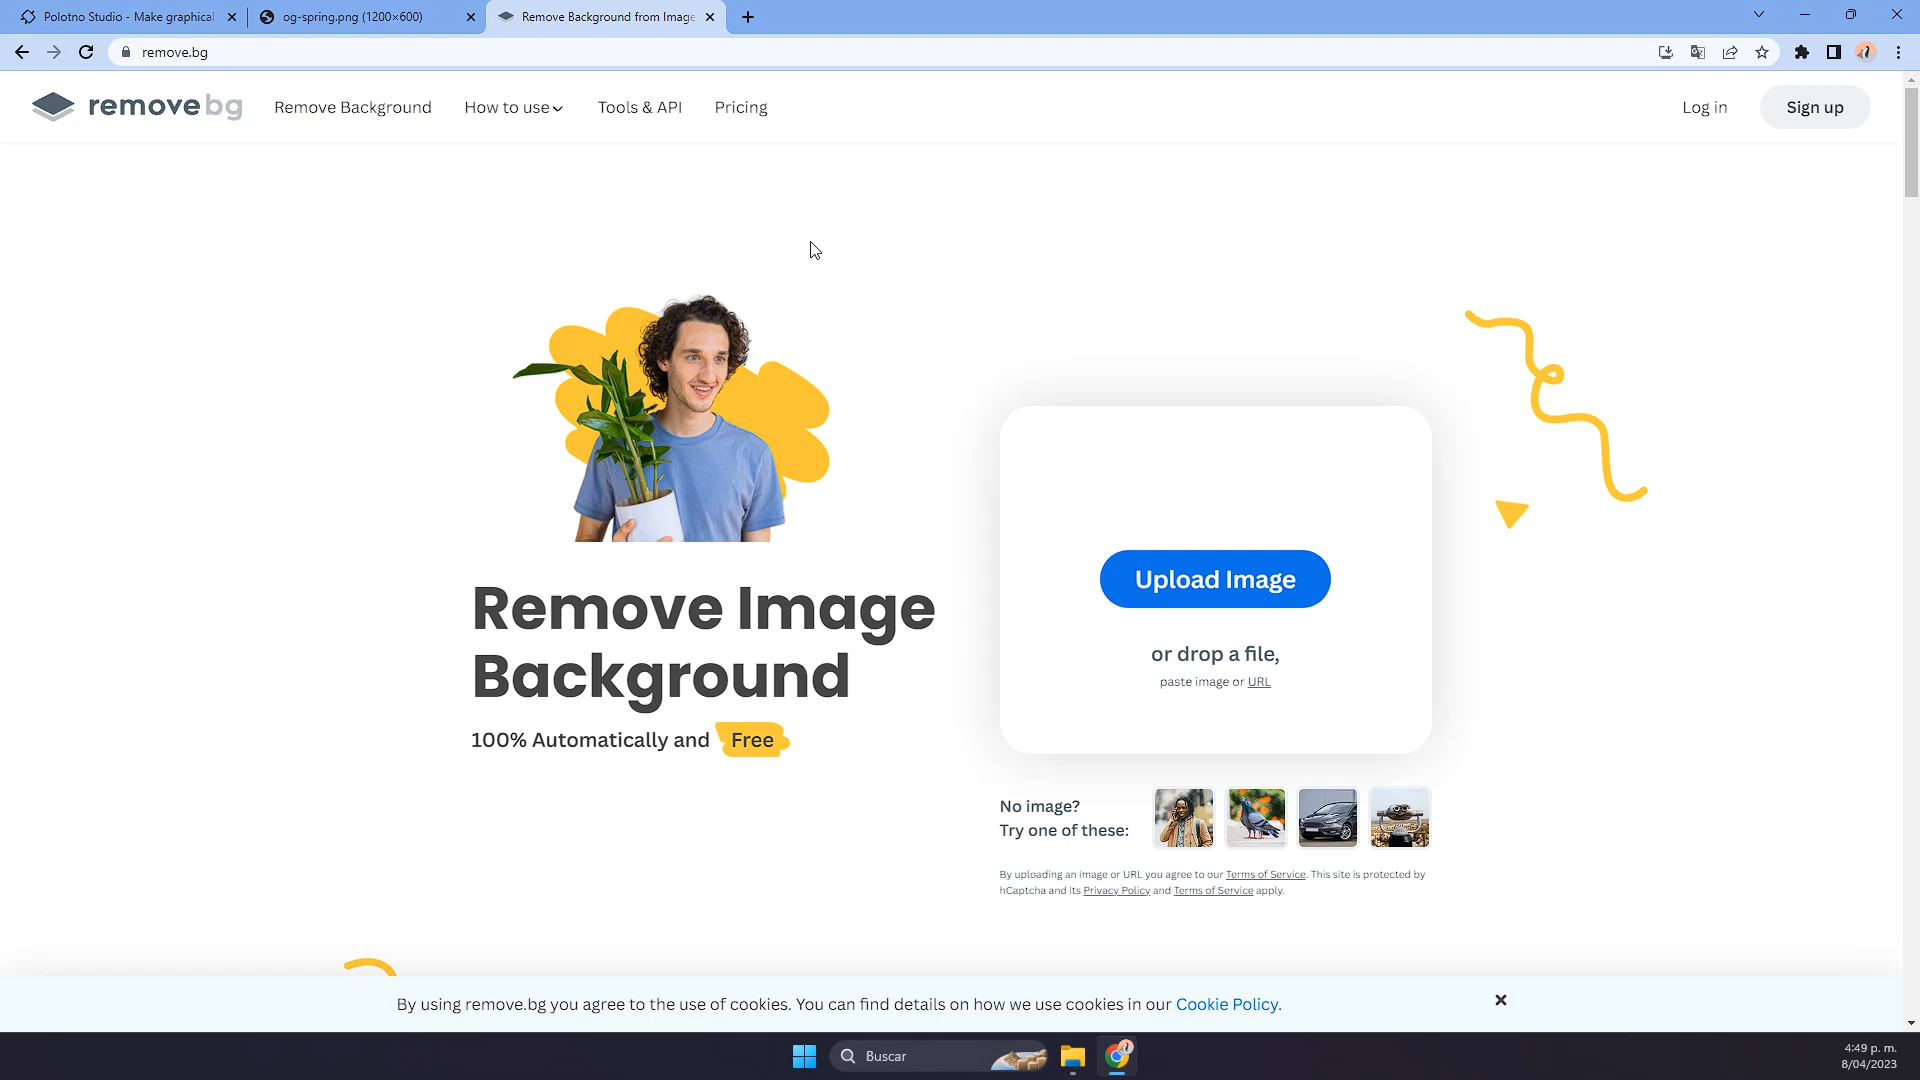 Polotno Studio - Make graphical
og-spring.png (1200×600)
Remove Background from Image
remove.bg
removebg
Remove Background
How to use
Tools & API
Pricing
Log in
Sign up
Remove Image
Background
100% Automatically and Free
Upload Image
or drop a file,
paste image or URL
No image?
Try one of these:
By uploading an image or URL you agree to our Terms of Service. This site is protected by
hCaptcha and its Privacy Policy and Terms of Service apply.
By using remove.bg you agree to the use of cookies. You can find details on how we use cookies in our Cookie Policy.
Buscar
4:49 p. m.
8/04/2023